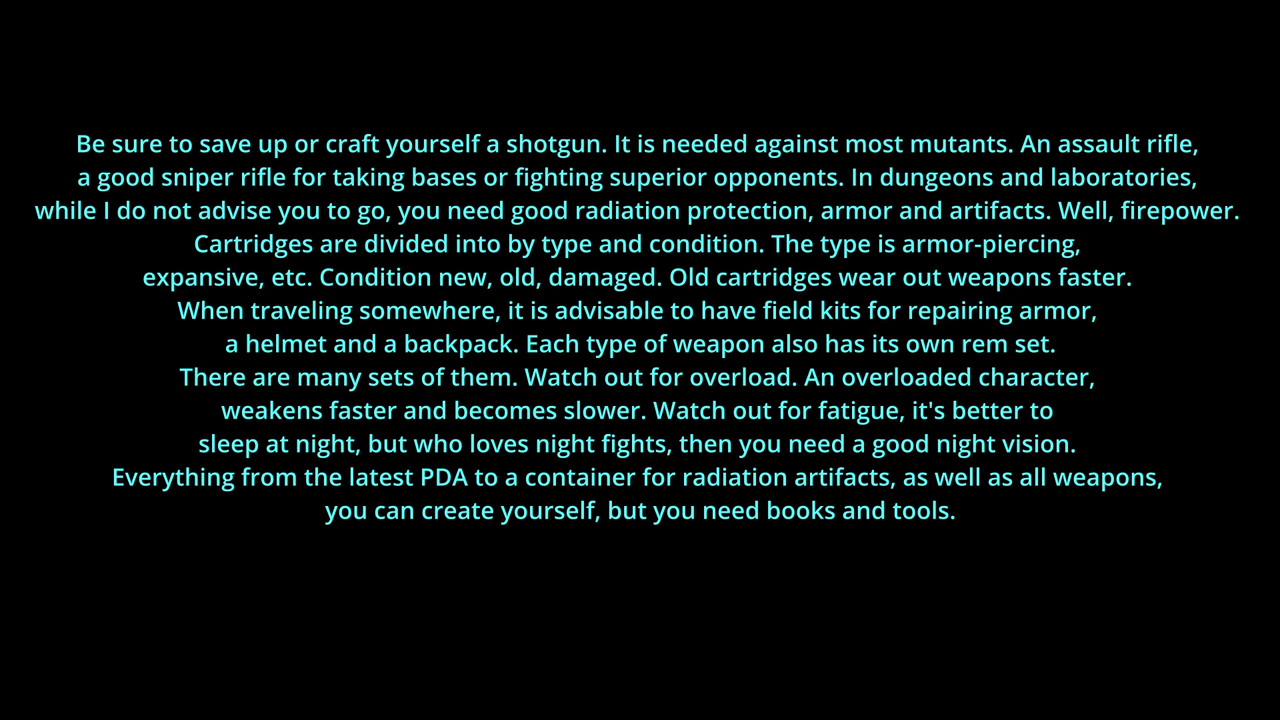 Be sure to save up or craft yourself a shotgun. It is needed against most mutants. An assault rifle,
a good sniper rifle for taking bases or fighting superior opponents. In dungeons and laboratories,
while I do not advise you to go, you need good radiation protection, armor and artifacts. Well, firepower.
Cartridges are divided into by type and condition. The type is armor-piercing,
expansive, etc. Condition new, old, damaged. Old cartridges wear out weapons faster.
When traveling somewhere, it is advisable to have field kits for repairing armor,
a helmet and a backpack. Each type of weapon also has its own rem set.
There are many sets of them. Watch out for overload. An overloaded character,
weakens faster and becomes slower. Watch out for fatigue, it's better to
sleep at night, but who loves night fights, then you need a good night vision.
Everything from the latest PDA to a container for radiation artifacts, as well as all weapons,
you can create yourself, but you need books and tools.